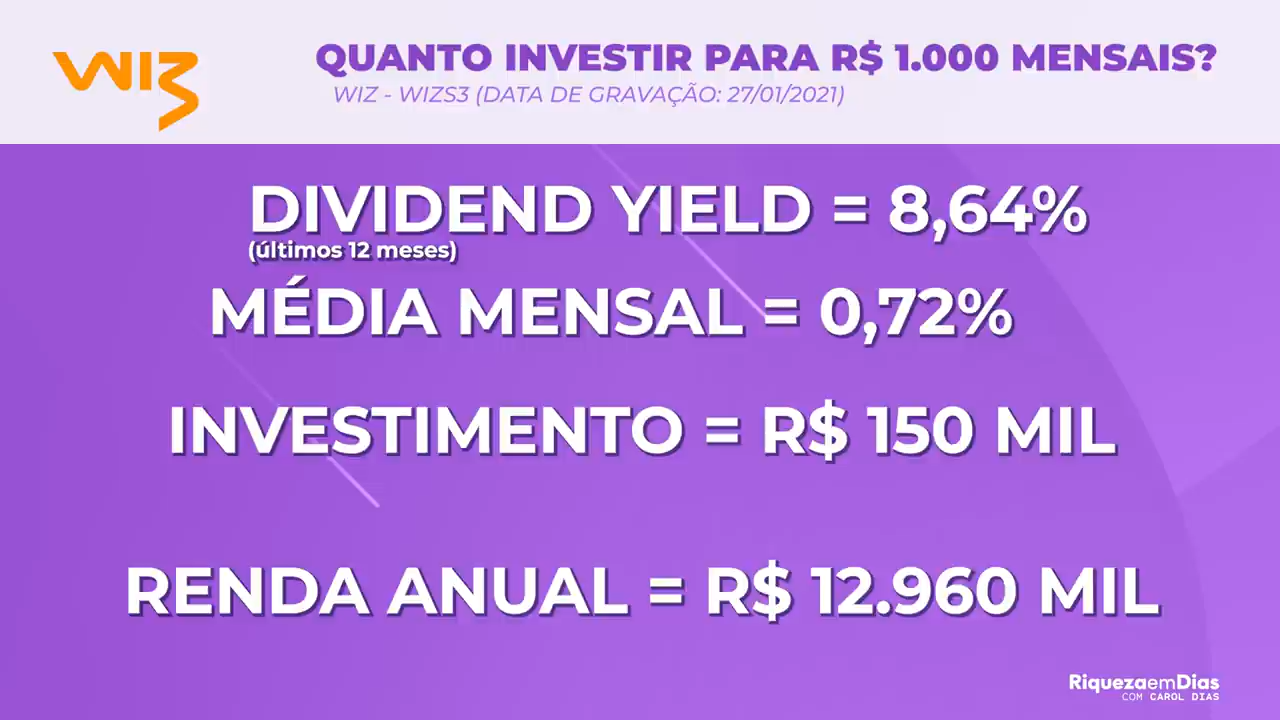 WIZ
QUANTO INVESTIR PARA R$ 1.000 MENSAIS?
WIZ - WIZS3 (DATA DE GRAVAÇÃO: 27/01/2021)
DIVIDEND YIELD = 8,64%
(últimos 12 meses)
MÉDIA MENSAL = 0,72%
INVESTIMENTO = R$ 150 MIL
RENDA ANUAL = R$ 12.960 MIL
RiquezaemDias
COM CAROL DIAS